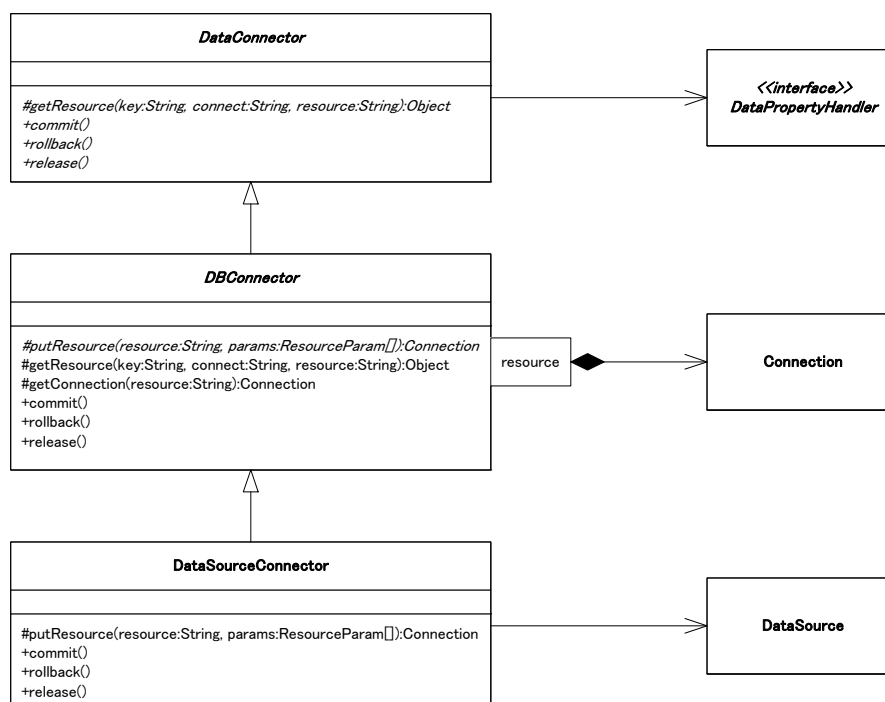 DataConnector
#getResource(key:String, connect:String, resource:String):Object
+commit()
+rollback()
+release()
<<interface>>
DataPropertyHandler
DBConnector
#putResource(resource:String, params:ResourceParam[]):Connection
#getResource(key:String, connect:String, resource:String):Object
#getConnection(resource:String):Connection
+commit()
+rollback()
+release()
resource
Connection
DataSourceConnector
#putResource(resource:String, params:ResourceParam[]):Connection
+commit()
+rollback()
+release()
DataSource